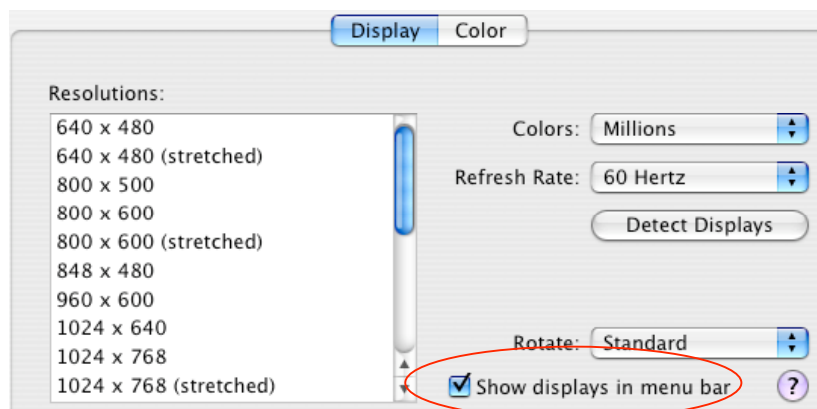 Display Color
Resolutions:
640 x 480
640 x 480 (stretched)
800 x 500
800 x 600
800 x 600 (stretched)
848 x 480
960 x 600
1024 x 640
1024 x 768
1024 x 768 (stretched)
Colors: Millions
Refresh Rate: 60 Hertz
Detect Displays
Rotate: Standard
Show displays in menu bar ?